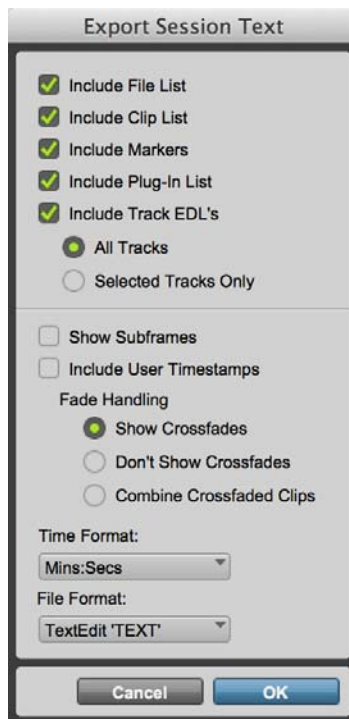 Export Session Text
Include File List
Include Clip List
Include Markers
Include Plug-In List
Include Track EDL's
All Tracks
Selected Tracks Only
Show Subframes
Include User Timestamps
Fade Handling
Show Crossfades
Don't Show Crossfades
Combine Crossfaded Clips
Time Format:
Mins:Secs
File Format:
TextEdit 'TEXT'
Cancel OK